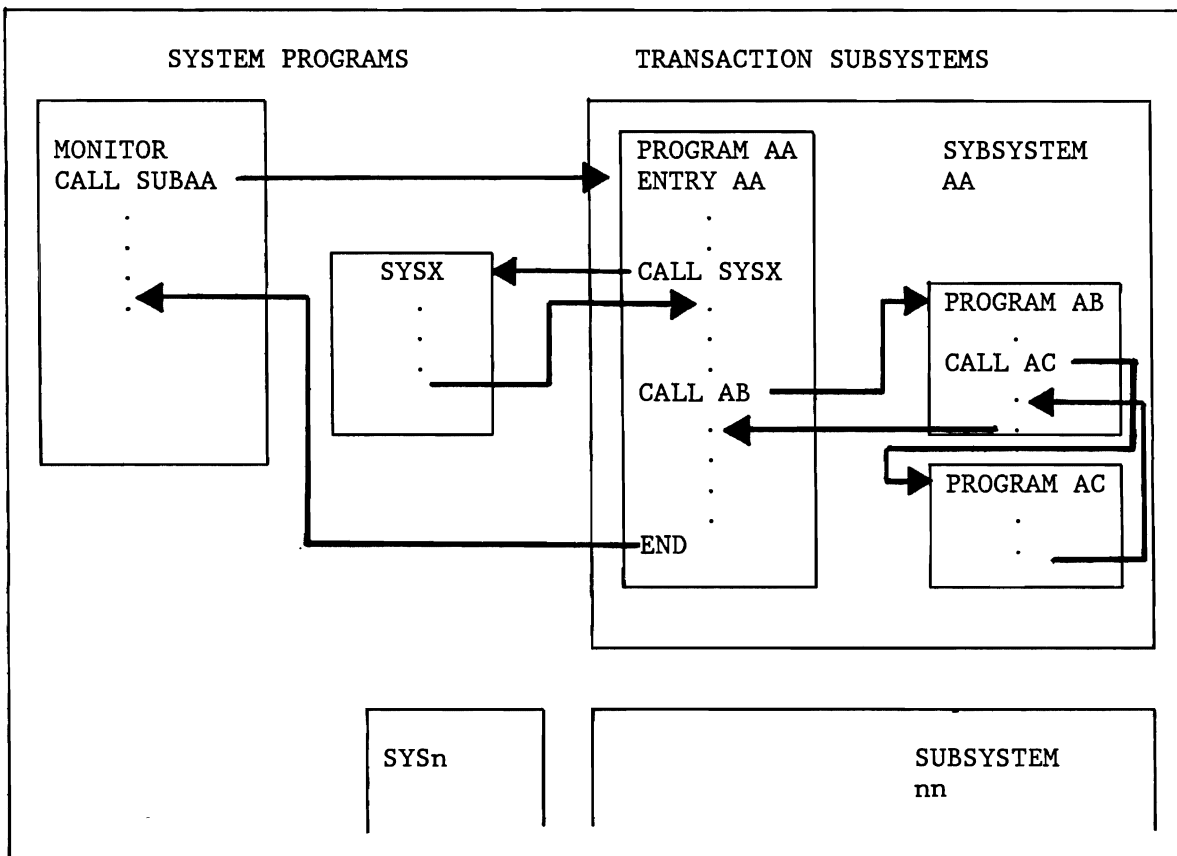 SYSTEM PROGRAMS
TRANSACTION SUBSYSTEMS
MONITOR
CALL SUBAA
SYSX
PROGRAM AA
ENTRY AA
CALL SYSX
CALL AB
END
SYBSYSTEM
AA
PROGRAM AB
CALL AC
PROGRAM AC
SYSn
SUBSYSTEM
nn